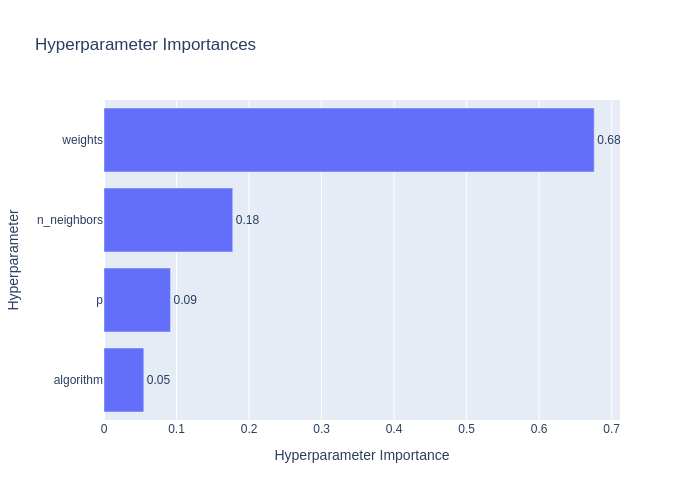 Hyperparameter Importances
Hyperparameter
weights
0.68
n_neighbors
0.18
p
0.09
algorithm
0.05
0 0.1 0.2 0.3 0.4 0.5 0.6 0.7
Hyperparameter Importance